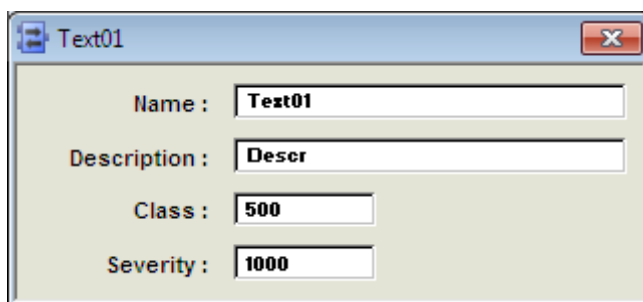 Text01
Name : Text01
Description : Descr
Class : 500
Severity : 1000